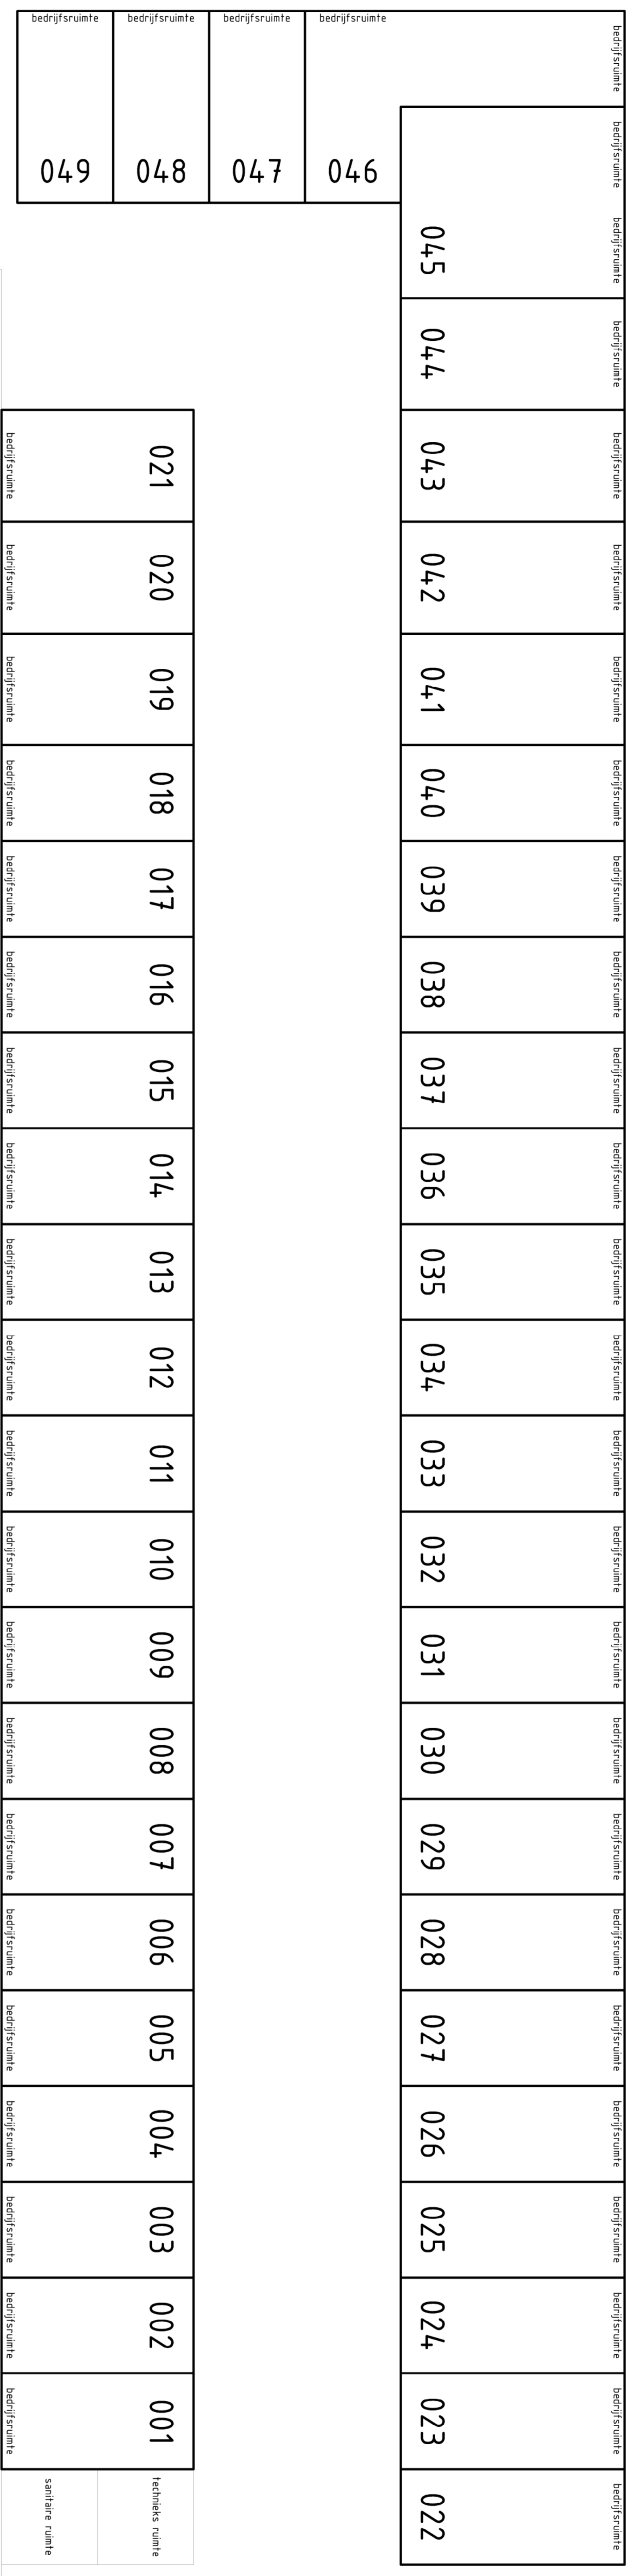 bedrijfsruimte
bedrijfsruimte
bedrijfsruimte
bedrijfsruimte
bedrijfsruimte
049
048
047
046
bedrijfsruimte
bedrijfsruimte
045
bedrijfsruimte
044
bedrijfsruimte
043
bedrijfsruimte
042
bedrijfsruimte
041
bedrijfsruimte
040
bedrijfsruimte
039
bedrijfsruimte
038
bedrijfsruimte
037
bedrijfsruimte
036
bedrijfsruimte
035
bedrijfsruimte
034
bedrijfsruimte
033
bedrijfsruimte
032
bedrijfsruimte
031
bedrijfsruimte
030
bedrijfsruimte
029
bedrijfsruimte
028
bedrijfsruimte
027
bedrijfsruimte
026
bedrijfsruimte
025
bedrijfsruimte
024
bedrijfsruimte
023
bedrijfsruimte
022
bedrijfsruimte
021
bedrijfsruimte
020
bedrijfsruimte
019
bedrijfsruimte
018
bedrijfsruimte
017
bedrijfsruimte
016
bedrijfsruimte
015
bedrijfsruimte
014
bedrijfsruimte
013
bedrijfsruimte
012
bedrijfsruimte
011
bedrijfsruimte
010
bedrijfsruimte
009
bedrijfsruimte
008
bedrijfsruimte
007
bedrijfsruimte
006
bedrijfsruimte
005
bedrijfsruimte
004
bedrijfsruimte
003
bedrijfsruimte
002
bedrijfsruimte
001
bedrijfsruimte
technieks ruimte
sanitaire ruimte